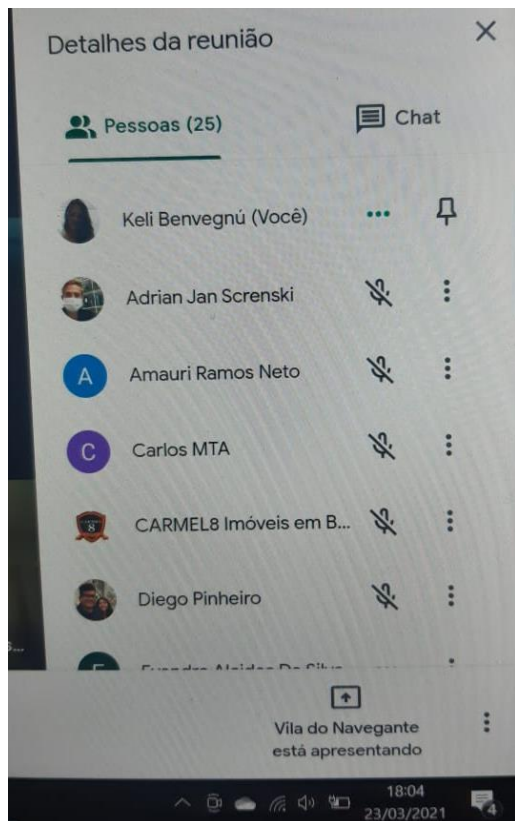 Detalhes da reunião
Pessoas (25)
Chat
Keli Benvegnú (Você)
Adrian Jan Screnski
A
Amauri Ramos Neto
C
Carlos MTA
8
CARMEL8 Imóveis em B...
Diego Pinheiro
s...
Vila do Navegante
está apresentando
18:04
23/03/2021
4